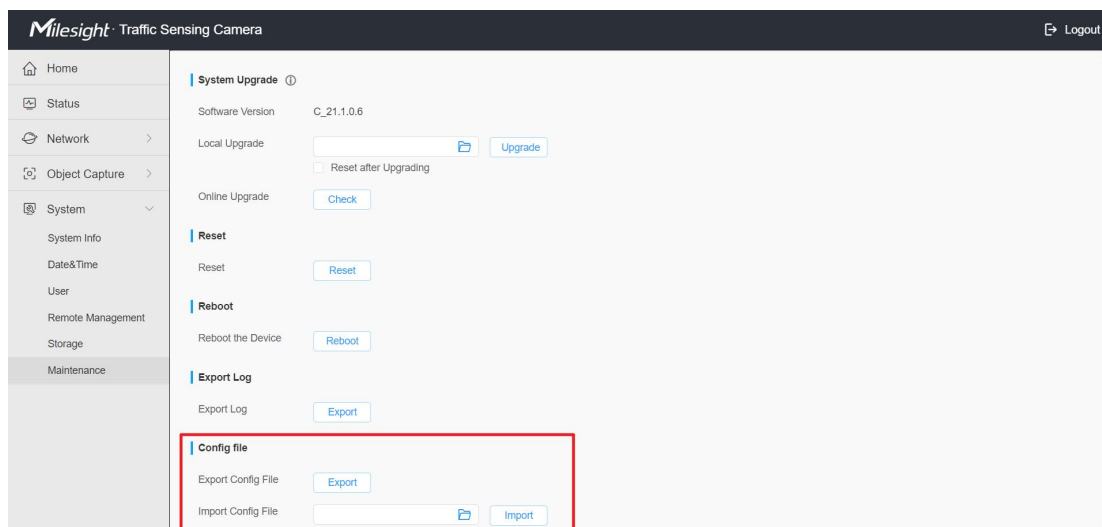 Milesight · Traffic Sensing Camera
Logout
Home
Status
Network
Object Capture
System
System Info
Date&Time
User
Remote Management
Storage
Maintenance
System Upgrade
Software Version C_21.1.0.6
Local Upgrade Upgrade
Reset after Upgrading
Online Upgrade Check
Reset
Reset Reset
Reboot
Reboot the Device Reboot
Export Log
Export Log Export
Config file
Export Config File Export
Import Config File Import